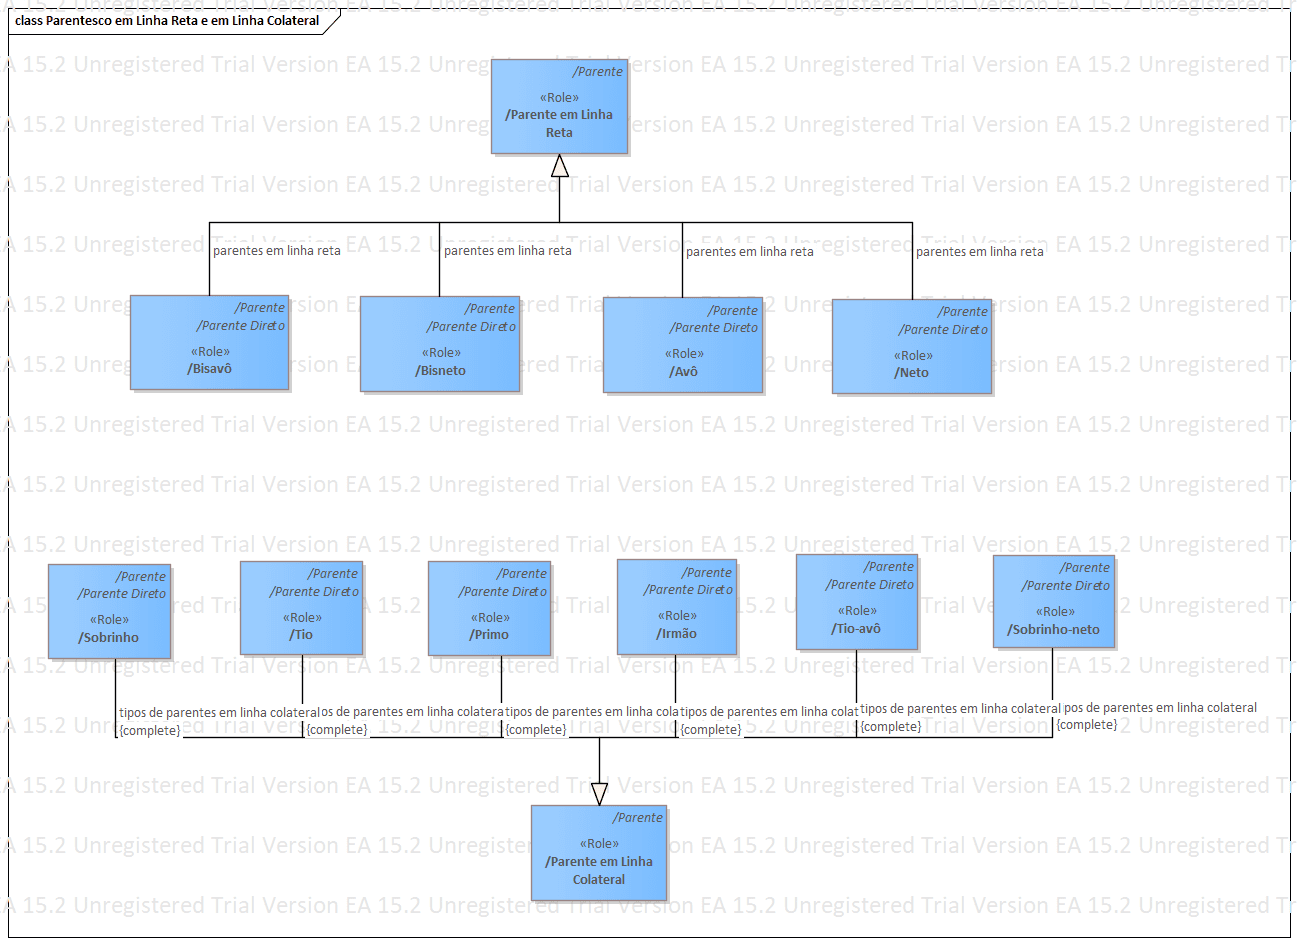 class Parentesco em Linha Reta e em Linha Colateral
/Parente
«Role»
/Parente em Linha
Reta
parentes em linha reta
parentes em linha reta
parentes em linha reta
parentes em linha reta
/Parente
/Parente Direto
«Role»
/Bisavô
/Parente
/Parente Direto
«Role»
/Bisneto
/Parente
/Parente Direto
«Role»
/Avô
/Parente
/Parente Direto
«Role»
/Neto
/Parente
/Parente Direto
«Role»
/Sobrinho
/Parente
/Parente Direto
«Role»
/Tio
/Parente
/Parente Direto
«Role»
/Primo
/Parente
/Parente Direto
«Role»
/Irmão
/Parente
/Parente Direto
«Role»
/Tio-avô
/Parente
/Parente Direto
«Role»
/Sobrinho-neto
tipos de parentes em linha colateral
{complete}
os de parentes em linha colatera
{complete}
tipos de parentes em linha cola
{complete}
tipos de parentes em linha colat
{complete}
tipos de parentes em linha colateral
{complete}
pos de parentes em linha colateral
{complete}
/Parente
«Role»
/Parente em Linha
Colateral
EA 15.2 Unregistered Trial Version EA 15.2 Unregistered Trial Version EA 15.2 Unregistered Tr